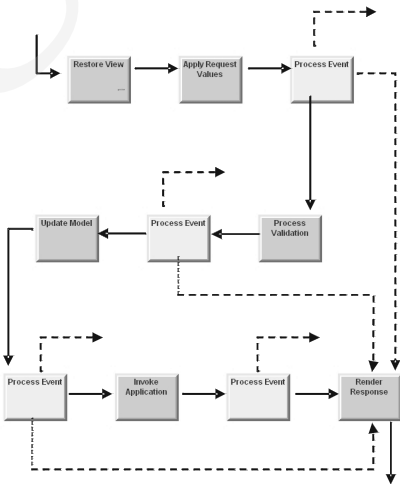 Restore View
Apply Request
Values
Process Event
Update Model
Process Event
Process
Validation
Process Event
Invoke
Application
Process Event
Render
Response